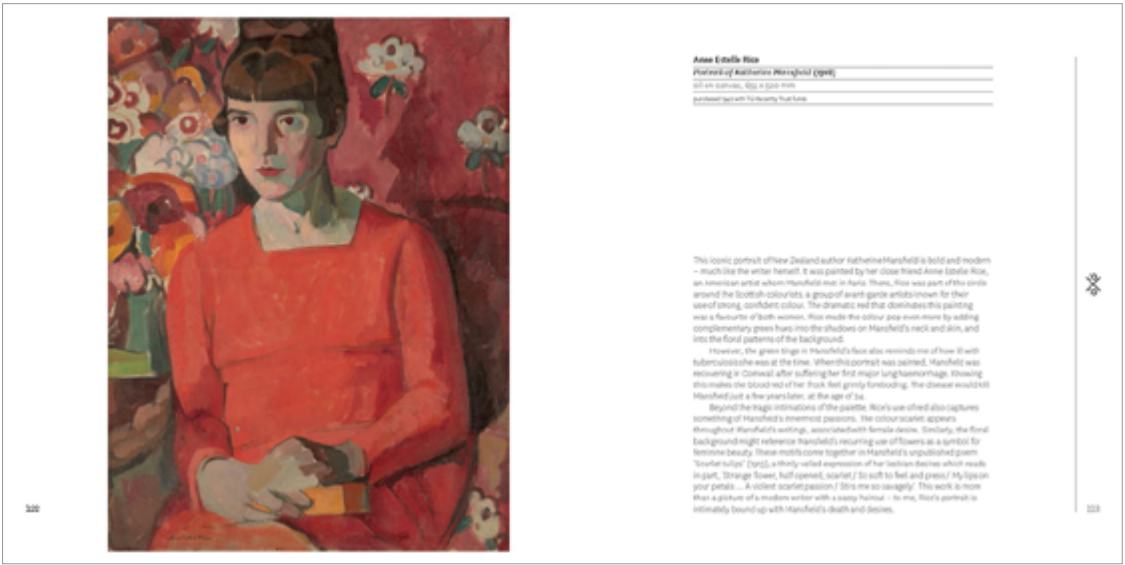 Anne Estelle Rice
Portrait of Katherine Mansfield (1918)
oil on canvas, 655 x 520 mm
purchased 1940 with TG Macarthy Trust funds
This iconic portrait of New Zealand author Katherine Mansfield is bold and modern
– much like the writer herself. It was painted by her close friend Anne Estelle Rice,
an American artist whom Mansfield met in Paris. There, Rice was part of the circle
around the Scottish colourists, a group of avant-garde artists known for their
use of strong, confident colour. The dramatic red that dominates this painting
was a favourite of both women. Rice made the colour pop even more by adding
complementary green hues into the shadows on Mansfield's neck and skin, and
into the floral patterns of the background.
However, the green tinge in Mansfield's face also reminds me of how ill with
tuberculosis she was at the time. When this portrait was painted, Mansfield was
recovering in Cornwall after suffering her first major lung haemorrhage. Knowing
this makes the blood red of her frock feel grimly foreboding. The disease would kill
Mansfield just a few years later, at the age of 34.
Beyond the tragic intimations of the palette, Rice's use of red also captures
something of Mansfield's innermost passions. The colour scarlet appears
throughout Mansfield's writings, associated with female desire. Similarly, the floral
background might reference Mansfield's recurring use of flowers as a symbol for
feminine beauty. These motifs come together in Mansfield's unpublished poem
'Scarlet tulips' (1913), a thinly veiled expression of her lesbian desires which reads
in part, 'Strange flower, half opened, scarlet / So soft to feel and press / My lips on
your petals ... A violent scarlet passion / Stirs me so savagely.' This work is more
than a picture of a modern writer with a sassy haircut – to me, Rice's portrait is
intimately bound up with Mansfield's death and desires.